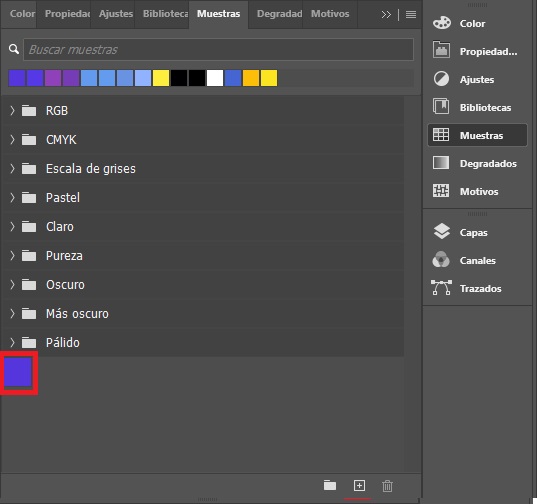 Color Propiedad Ajustes Biblioteca Muestras Degradad Motivos
Buscar muestras
RGB
CMYK
Escala de grises
Pastel
Claro
Pureza
Oscuro
Más oscuro
Pálido
Color
Propiedad...
Ajustes
Bibliotecas
Muestras
Degradados
Motivos
Capas
Canales
Trazados